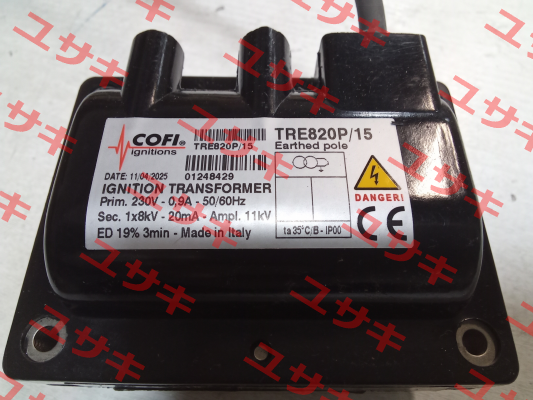 COFI®
ignitions
TRE820P/15
TRE820P/15
Earthed pole
DATE: 11/04/2025
01248429
IGNITION TRANSFORMER
Prim. 230V - 0,9A - 50/60Hz
Sec. 1x8kV - 20mA - Ampl. 11kV
ED 19% 3min - Made in Italy
ta 35°C/B - IP00
DANGER!
CE
ユサキ
ユサキ
ユサキ
ユサキ
ユサキ
ユサキ
ユサキ
ユサキ